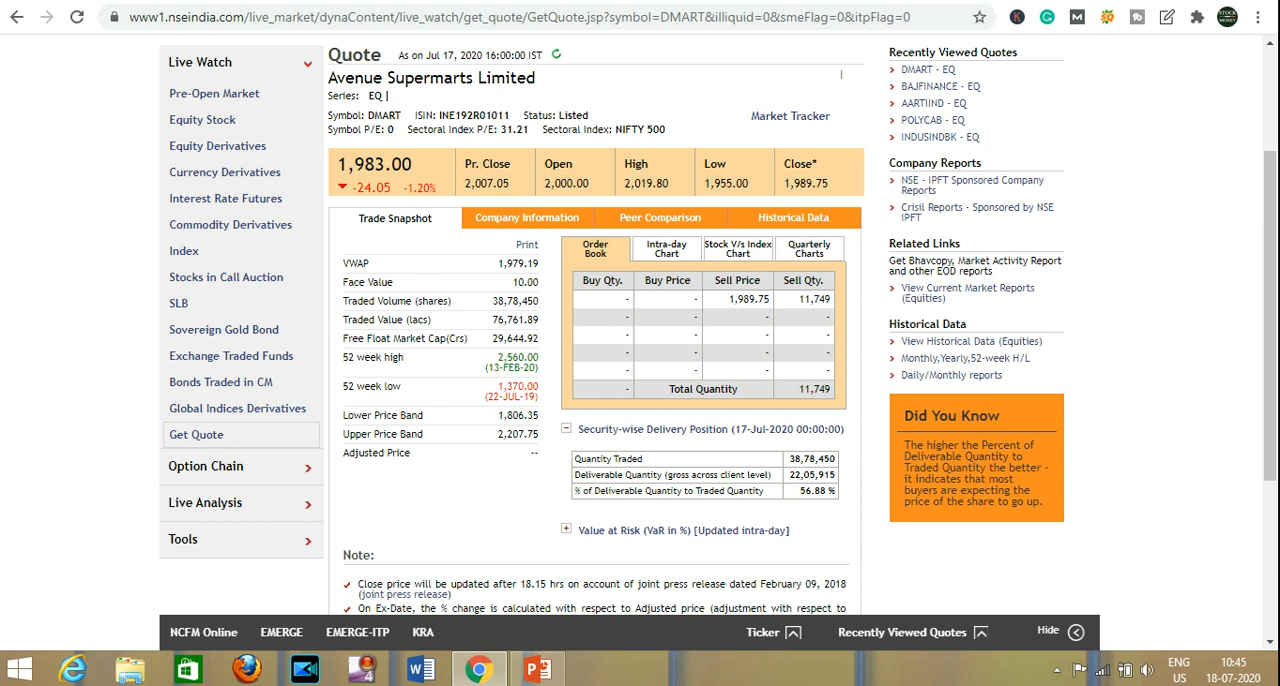 www1.nseindia.com/live_market/dynaContent/live_watch/get_quote/GetQuote.jsp?symbol=DMART&illiquid=0&smeFlag=0&itpFlag=0
Live Watch
Pre-Open Market
Equity Stock
Equity Derivatives
Currency Derivatives
Interest Rate Futures
Commodity Derivatives
Index
Stocks in Call Auction
SLB
Sovereign Gold Bond
Exchange Traded Funds
Bonds Traded in CM
Global Indices Derivatives
Get Quote
Option Chain
Live Analysis
Tools
Quote As on Jul 17, 2020 16:00:00 IST
Avenue Supermarts Limited
Series: EQ |
Symbol: DMART ISIN: INE192R01011 Status: Listed
Symbol P/E: 0 Sectoral Index P/E: 31.21 Sectoral Index: NIFTY 500
Market Tracker
1,983.00 Pr. Close Open High Low Close*
-24.05 -1.20% 2,007.05 2,000.00 2,019.80 1,955.00 1,989.75
Trade Snapshot Company Information Peer Comparison Historical Data
Print
VWAP 1,979.19
Face Value 10.00
Traded Volume (shares) 38,78,450
Traded Value (lacs) 76,761.89
Free Float Market Cap(Crs) 29,644.92
52 week high 2,560.00
(13-FEB-20)
52 week low 1,370.00
(22-JUL-19)
Lower Price Band 1,806.35
Upper Price Band 2,207.75
Adjusted Price --
Order Book Intra-day Chart Stock V/s Index Chart Quarterly Charts
Buy Qty. Buy Price Sell Price Sell Qty.
- - 1,989.75 11,749
- -
- -
- -
- -
- Total Quantity 11,749
Security-wise Delivery Position (17-Jul-2020 00:00:00)
Quantity Traded 38,78,450
Deliverable Quantity (gross across client level) 22,05,915
% of Deliverable Quantity to Traded Quantity 56.88 %
Value at Risk (VaR in %) [Updated intra-day]
Note:
Close price will be updated after 18.15 hrs on account of joint press release dated February 09, 2018
(joint press release)
On Ex-Date, the % change is calculated with respect to Adjusted price (adjustment with respect to
Recently Viewed Quotes
DMART - EQ
BAJFINANCE - EQ
AARTIIND - EQ
POLYCAB - EQ
INDUSINDBK - EQ
Company Reports
NSE - IPFT Sponsored Company
Reports
Crisil Reports - Sponsored by NSE
IPFT
Related Links
Get Bhavcopy, Market Activity Report
and other EOD reports
View Current Market Reports
(Equities)
Historical Data
View Historical Data (Equities)
Monthly,Yearly,52-week H/L
Daily/Monthly reports
Did You Know
The higher the Percent of
Deliverable Quantity to
Traded Quantity the better -
it indicates that most
buyers are expecting the
price of the share to go up.
NCFM Online EMERGE EMERGE-ITP KRA Ticker Recently Viewed Quotes Hide
ENG 10:45
US 18-07-2020